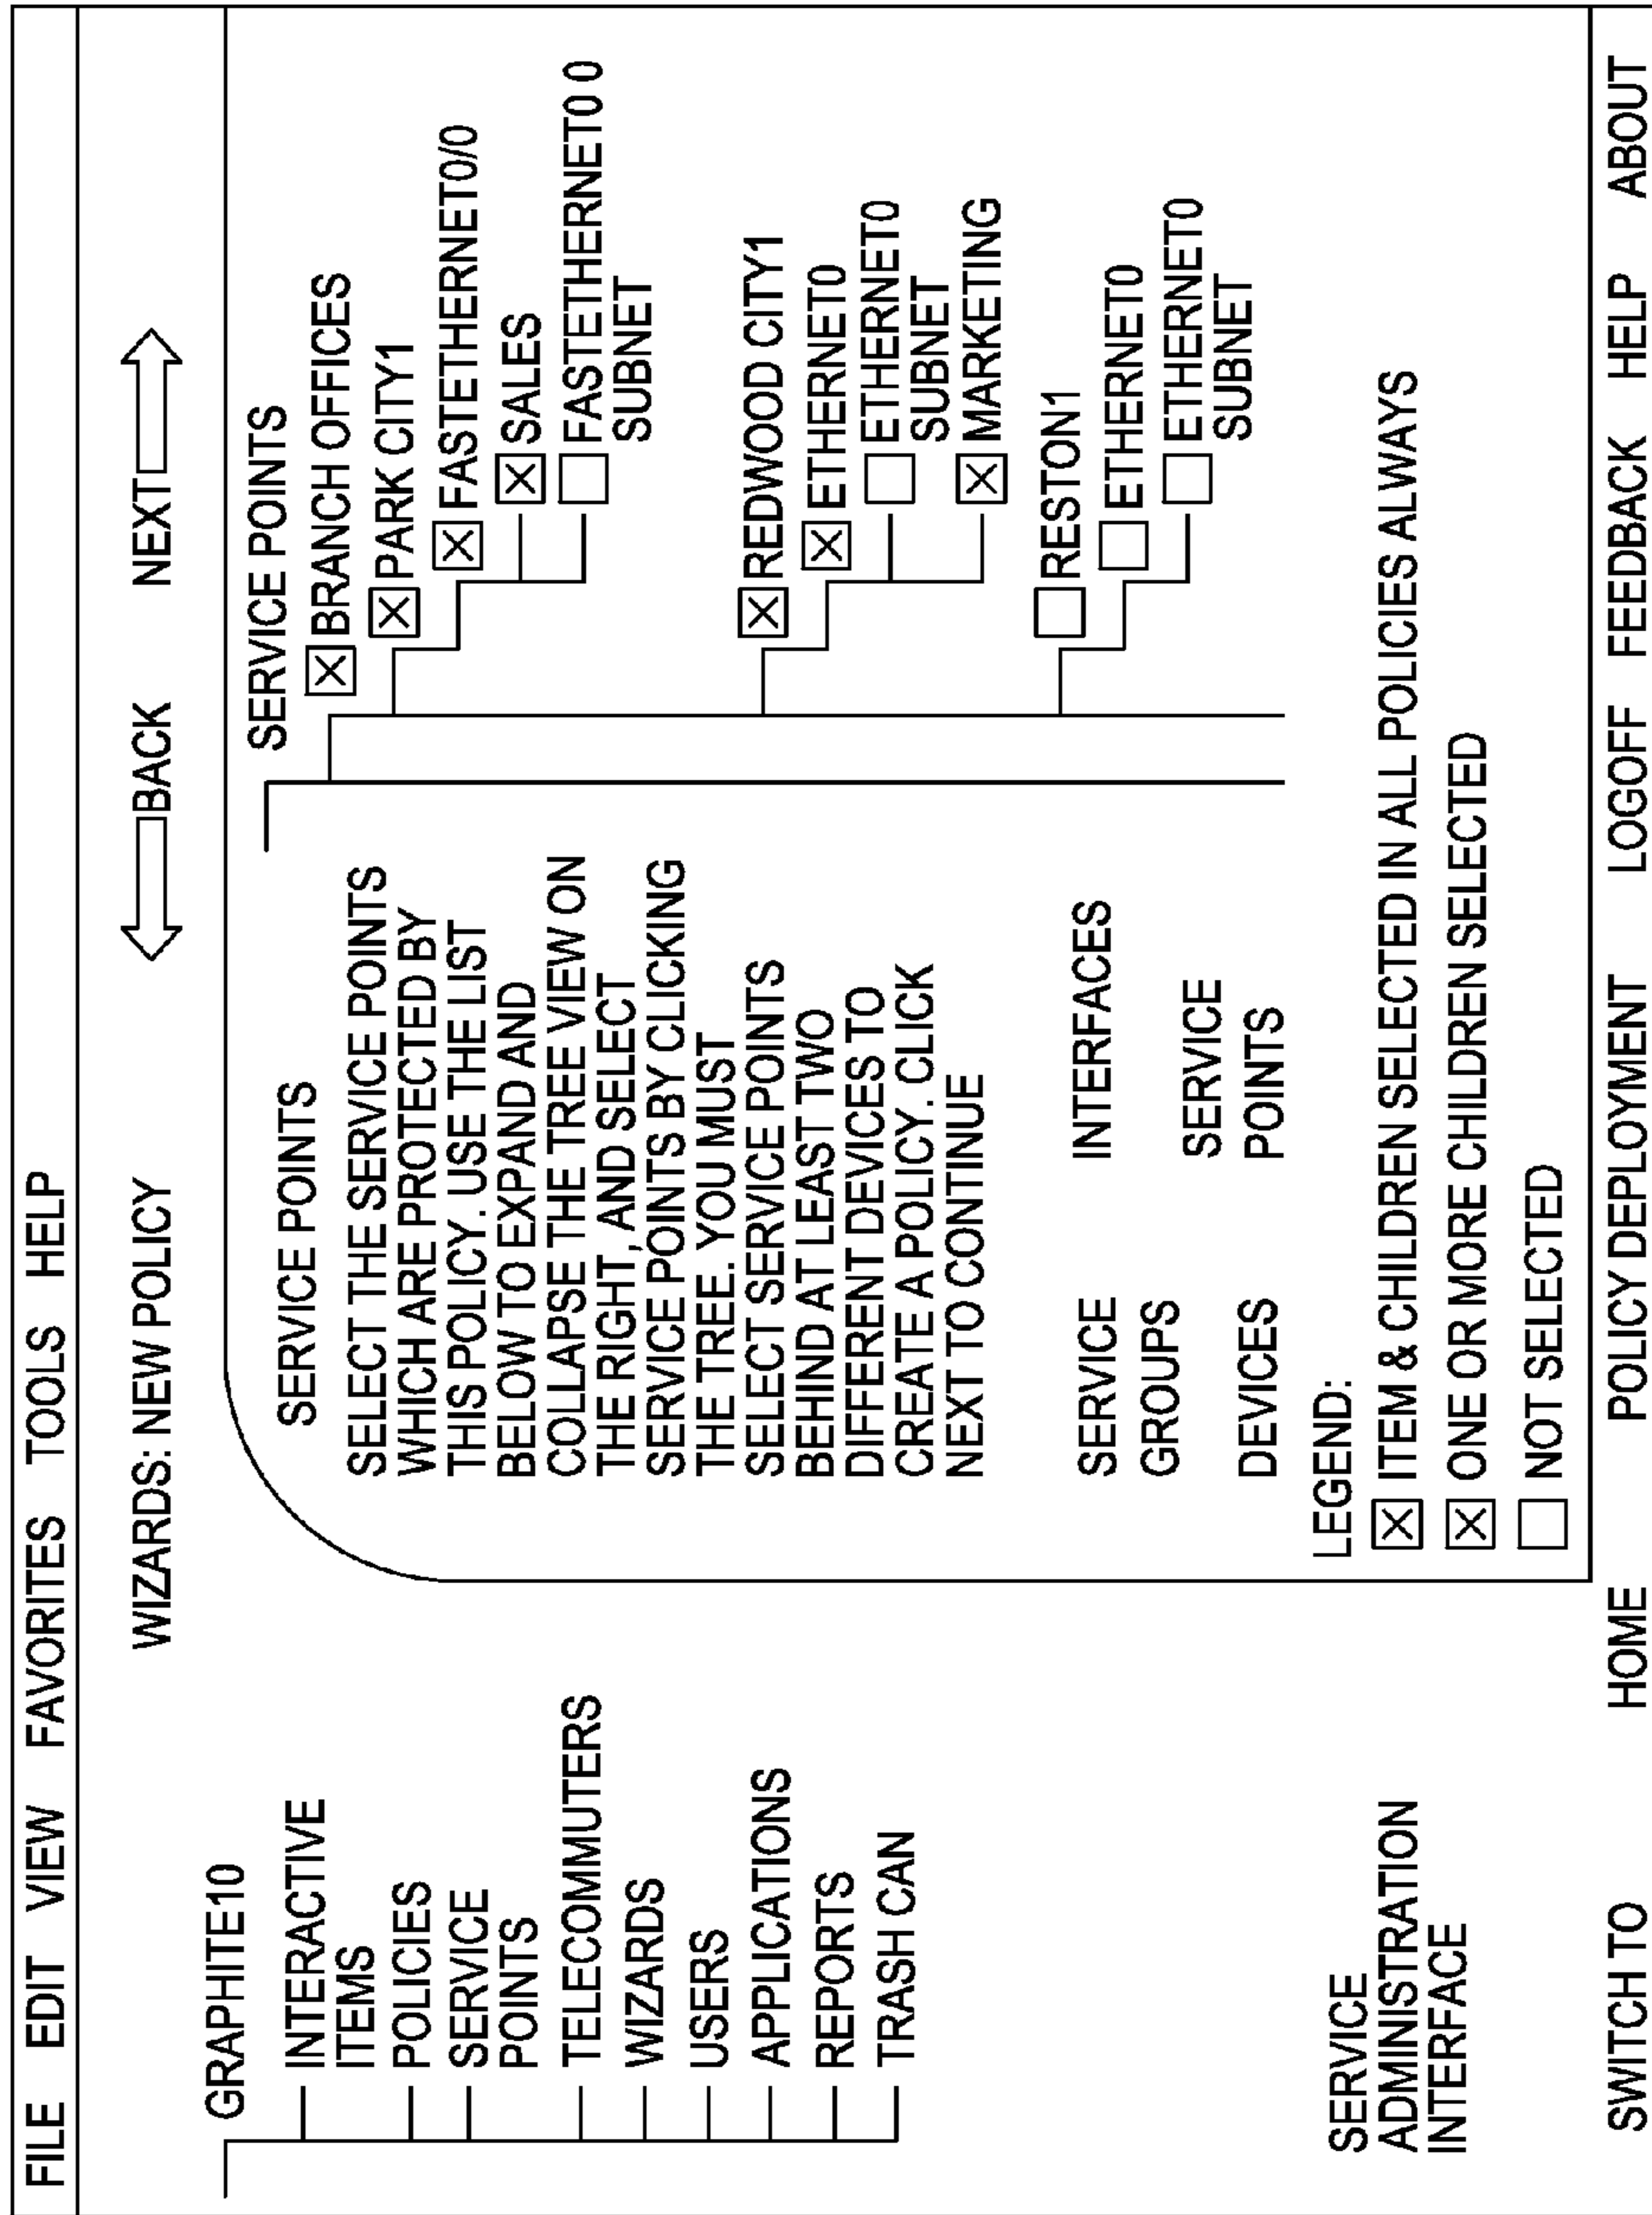 FILE EDIT VIEW FAVORITES TOOLS HELP
WIZARDS: NEW POLICY
BACK
NEXT
GRAPHITE10
INTERACTIVE
ITEMS
POLICIES
SERVICE
POINTS
TELECOMMUTERS
WIZARDS
USERS
APPLICATIONS
REPORTS
TRASH CAN
SERVICE
ADMINISTRATION
INTERFACE
SERVICE POINTS
SELECT THE SERVICE POINTS
WHICH ARE PROTECTED BY
THIS POLICY. USE THE LIST
BELOW TO EXPAND AND
COLLAPSE THE TREE VIEW ON
THE RIGHT, AND SELECT
SERVICE POINTS BY CLICKING
THE TREE. YOU MUST
SELECT SERVICE POINTS
BEHIND AT LEAST TWO
DIFFERENT DEVICES TO
CREATE A POLICY. CLICK
NEXT TO CONTINUE
SERVICE
GROUPS
INTERFACES
DEVICES
SERVICE
POINTS
SERVICE POINTS
BRANCH OFFICES
PARK CITY1
FASTETHERNET0/0
SALES
FASTETHERNET0 0
SUBNET
REDWOOD CITY1
ETHERNET0
ETHERNET0
SUBNET
MARKETING
RESTON1
ETHERNET0
ETHERNET0
SUBNET
LEGEND:
ITEM & CHILDREN SELECTED IN ALL POLICIES ALWAYS
ONE OR MORE CHILDREN SELECTED
NOT SELECTED
SWITCH TO HOME POLICY DEPLOYMENT LOGOFF FEEDBACK HELP ABOUT